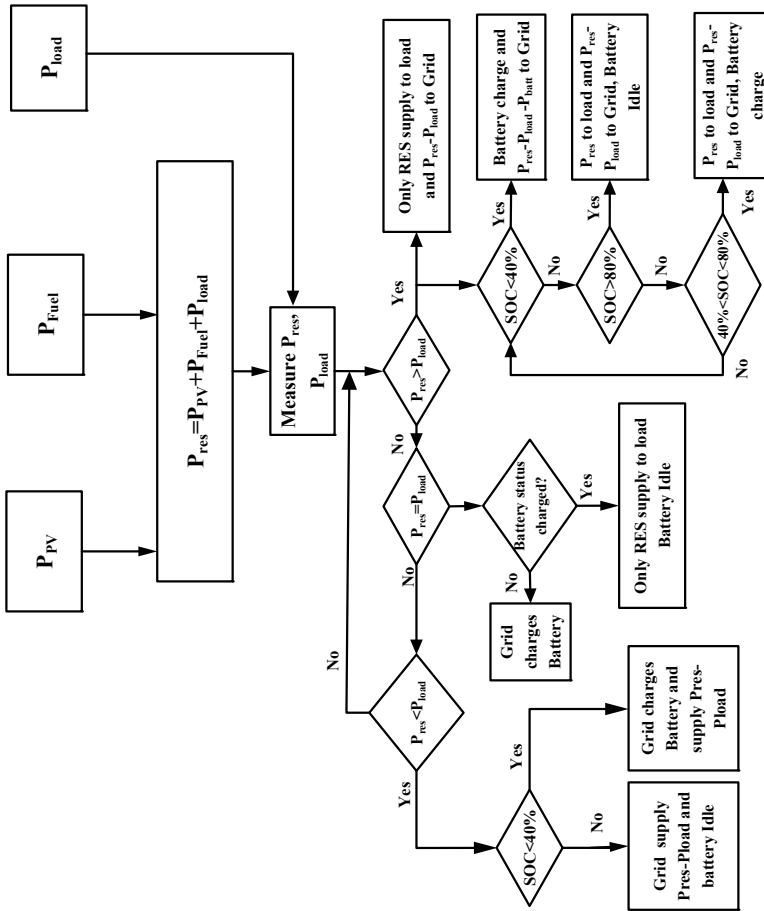 P_PV
P_Fuel
P_load
P_res=P_PV+P_Fuel+P_load
Measure P_res,
P_load
P_res>P_load
Yes
No
Only RES supply to load
and P_res-P_load to Grid
P_res=P_load
No
P_res<P_load
No
Yes
SOC<40%
Yes
No
Battery charge and
P_res-P_load -P_batt to Grid
SOC>80%
Yes
No
P_res to load and P_res-
P_load to Grid, Battery
Idle
40%<SOC<80%
Yes
No
P_res to load and P_res-
P_load to Grid, Battery
charge
Battery status
charged?
No
Yes
Grid
charges
Battery
Only RES supply to load
Battery Idle
SOC<40%
Yes
No
Grid charges
Battery and
supply Pres-
Pload
Grid supply
Pres-Pload and
battery Idle